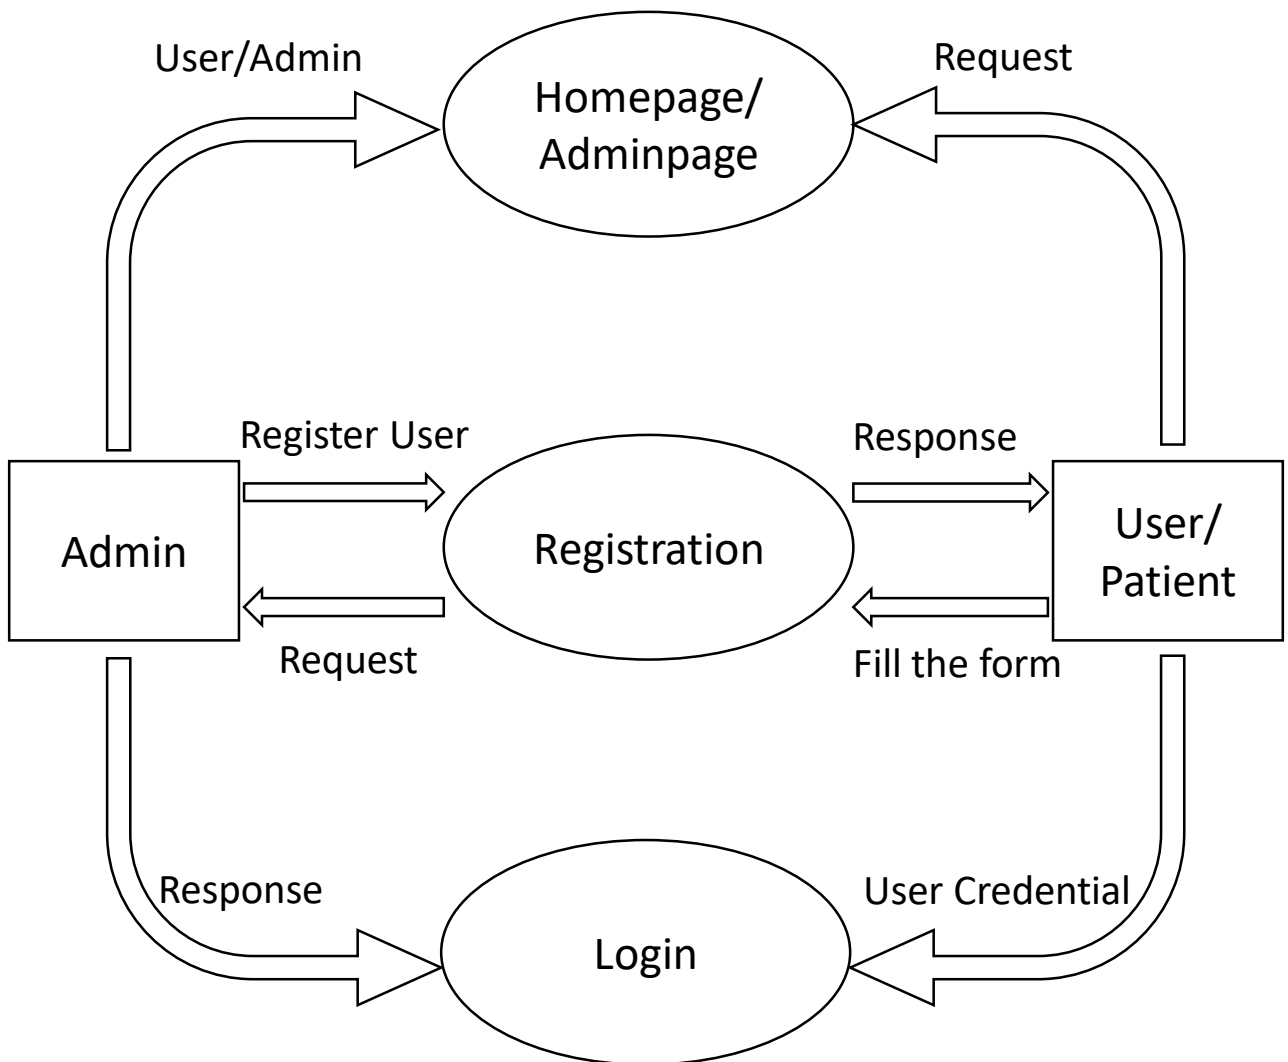 User/Admin
Request
Homepage/
Adminpage
Register User
Response
Admin
Registration
User/
Patient
Request
Fill the form
Response
User Credential
Login